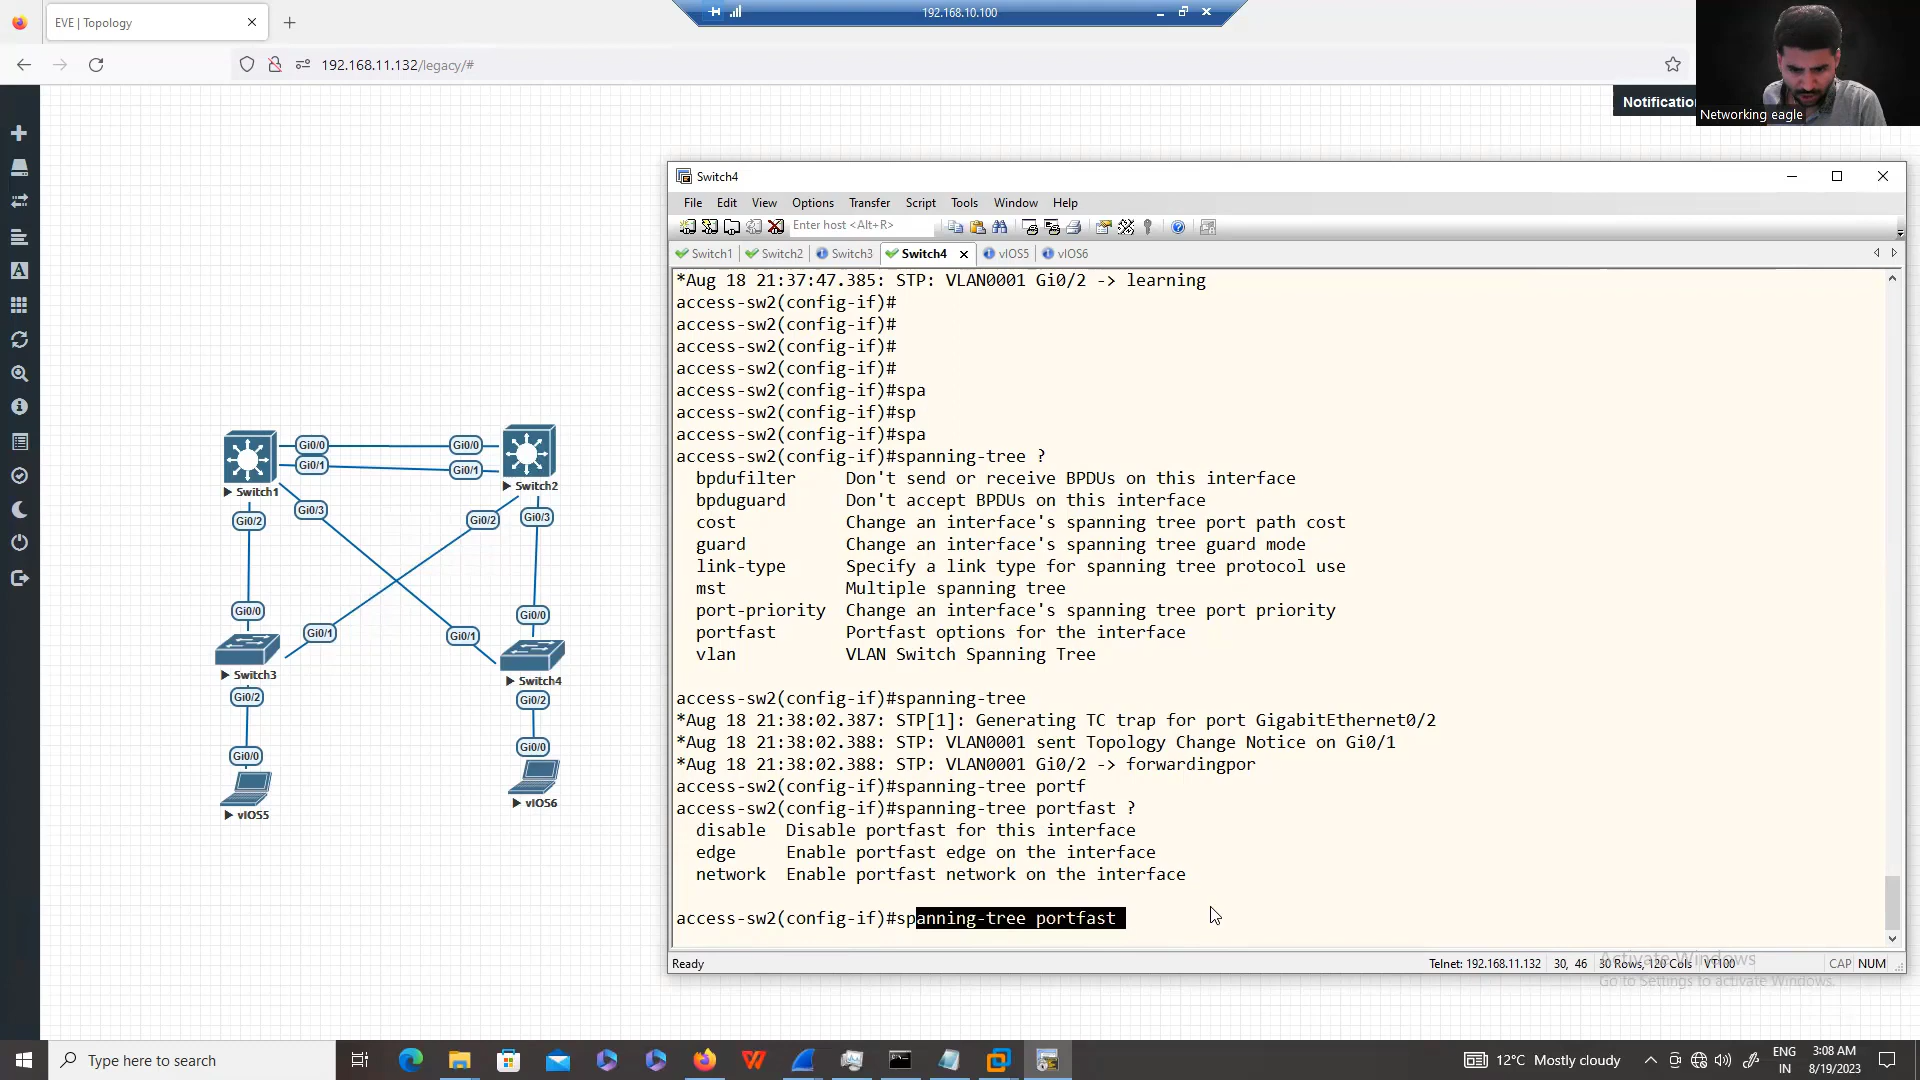 EVE | Topology
192.168.10.100
192.168.11.132/legacy/#
Notificatio
Networking eagle
Switch4
File Edit View Options Transfer Script Tools Window Help
Enter host <Alt+R>
Switch1 Switch2 Switch3 Switch4 vIOS5 vIOS6
*Aug 18 21:37:47.385: STP: VLAN0001 Gi0/2 -> learning
access-sw2(config-if)#
access-sw2(config-if)#
access-sw2(config-if)#
access-sw2(config-if)#
access-sw2(config-if)#spa
access-sw2(config-if)#sp
access-sw2(config-if)#spa
access-sw2(config-if)#spanning-tree ?
bpdufilter Don't send or receive BPDUs on this interface
bpduguard Don't accept BPDUs on this interface
cost Change an interface's spanning tree port path cost
guard Change an interface's spanning tree guard mode
link-type Specify a link type for spanning tree protocol use
mst Multiple spanning tree
port-priority Change an interface's spanning tree port priority
portfast Portfast options for the interface
vlan VLAN Switch Spanning Tree
access-sw2(config-if)#spanning-tree
*Aug 18 21:38:02.387: STP[1]: Generating TC trap for port GigabitEthernet0/2
*Aug 18 21:38:02.388: STP: VLAN0001 sent Topology Change Notice on Gi0/1
*Aug 18 21:38:02.388: STP: VLAN0001 Gi0/2 -> forwardingpor
access-sw2(config-if)#spanning-tree portf
access-sw2(config-if)#spanning-tree portfast ?
disable Disable portfast for this interface
edge Enable portfast edge on the interface
network Enable portfast network on the interface
access-sw2(config-if)#spanning-tree portfast
Ready
Telnet: 192.168.11.132 30, 46 30 Rows, 120 Cols VT100 CAP NUM
Activate Windows
Go to Settings to activate Windows.
Gi0/0 Gi0/0
Gi0/1 Gi0/1
Switch1 Switch2
Gi0/3
Gi0/2 Gi0/2 Gi0/3
Gi0/0 Gi0/0
Gi0/1 Gi0/1
Switch3 Switch4
Gi0/2 Gi0/2
Gi0/0 Gi0/0
vIOS5 vIOS6
Type here to search
12°C Mostly cloudy
ENG
IN
3:08 AM
8/19/2023